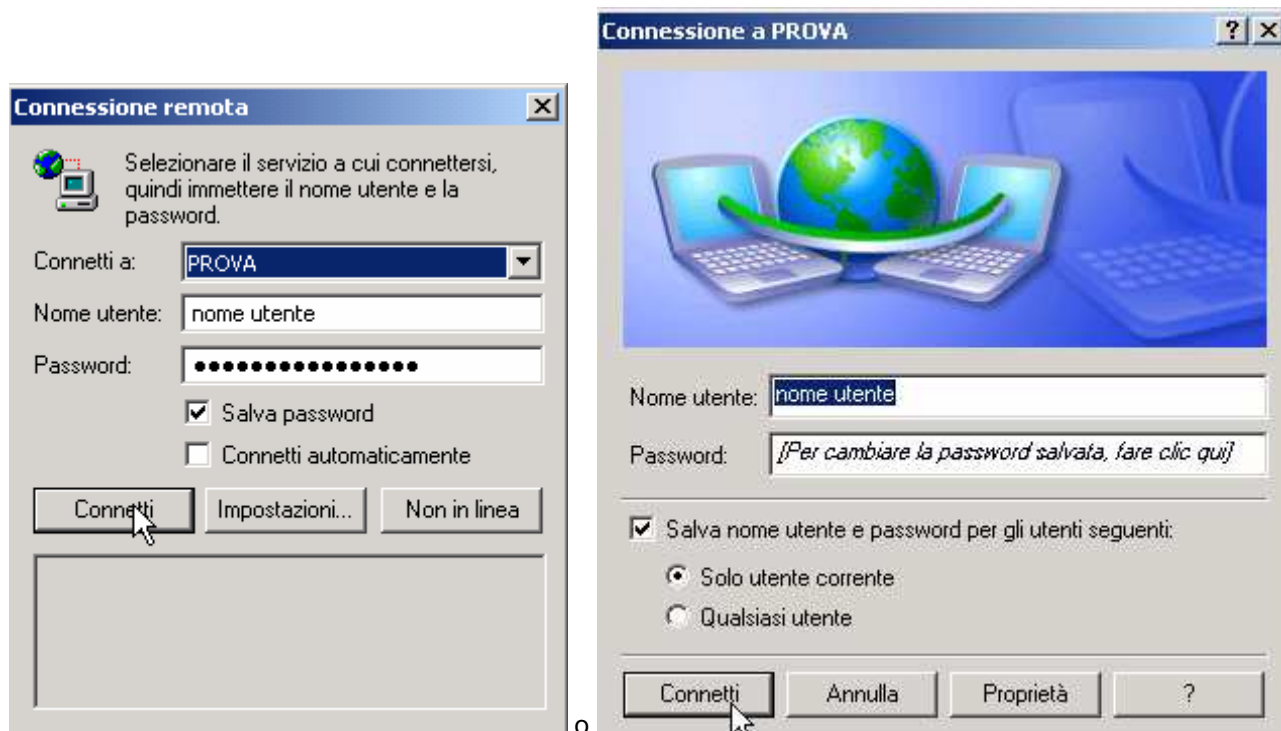 Connessione remota
Selezionare il servizio a cui connettersi,
quindi immettere il nome utente e la
password.
Connetti a: PROVA
Nome utente: nome utente
Password: ●●●●●●●●●●●●●●●●
Salva password
Connetti automaticamente
Connetti Impostazioni... Non in linea
o
Connessione a PROVA
Nome utente: nome utente
Password: [Per cambiare la password salvata, fare clic qui]
Salva nome utente e password per gli utenti seguenti:
Solo utente corrente
Qualsiasi utente
Connetti Annulla Proprietà ?